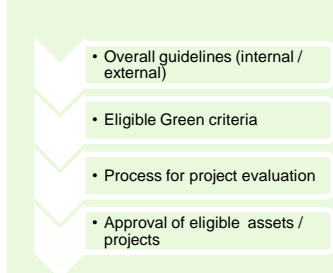 • Overall guidelines (internal /
external)
• Eligible Green criteria
• Process for project evaluation
• Approval of eligible assets /
projects